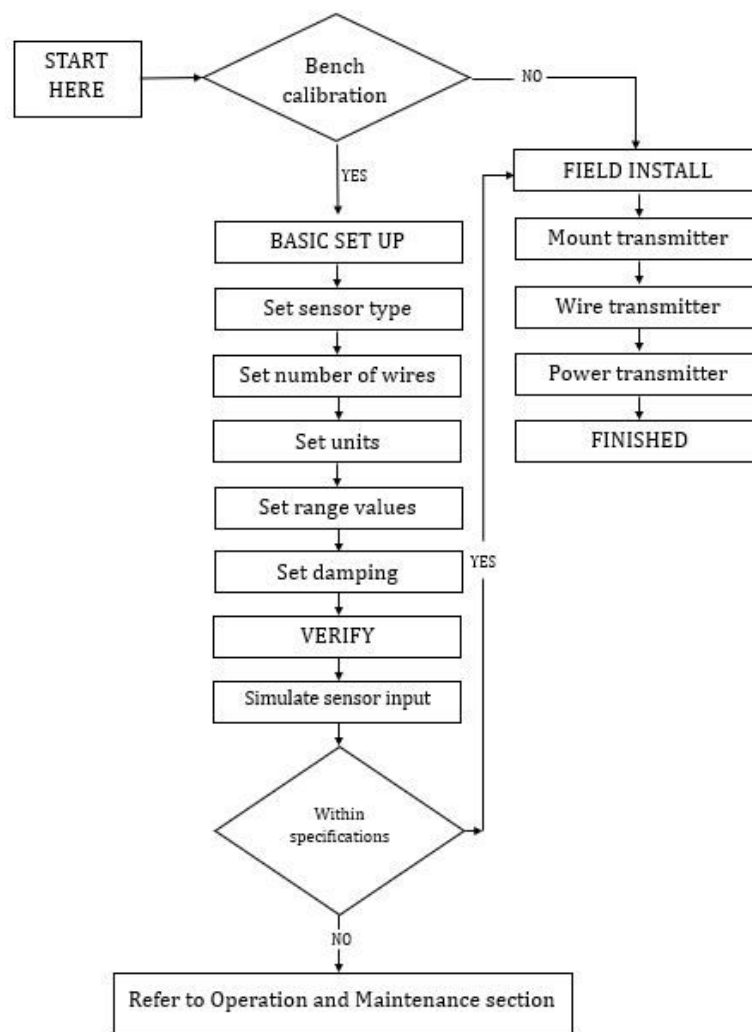 START
HERE
Bench
calibration
NO
YES
FIELD INSTALL
BASIC SET UP
Mount transmitter
Set sensor type
Wire transmitter
Set number of wires
Power transmitter
Set units
FINISHED
Set range values
Set damping
YES
VERIFY
Simulate sensor input
Within
specifications
NO
Refer to Operation and Maintenance section